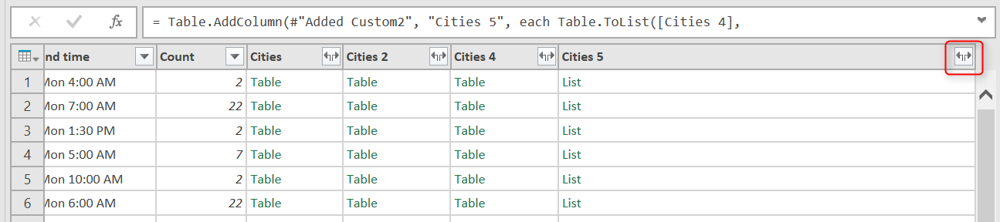 fx = Table.AddColumn(#"Added Custom2", "Cities 5", each Table.ToList([Cities 4],
nd time Count Cities Cities 2 Cities 4 Cities 5
1 Mon 4:00 AM 2 Table Table Table List
2 Mon 7:00 AM 22 Table Table Table List
3 Mon 1:30 PM 2 Table Table Table List
4 Mon 5:00 AM 7 Table Table Table List
5 Mon 10:00 AM 2 Table Table Table List
6 Mon 6:00 AM 22 Table Table Table List